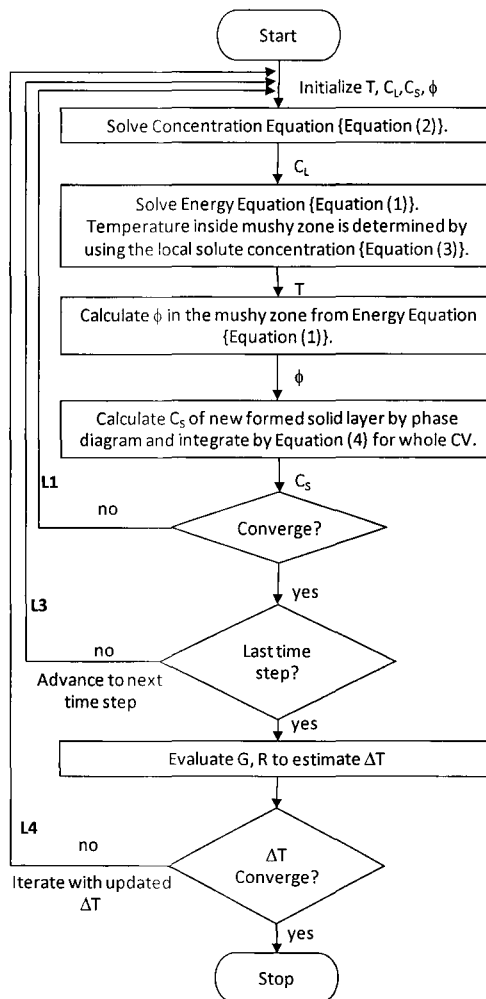 Start
Initialize T, C_L,C_S, ϕ
Solve Concentration Equation {Equation (2)}.
C_L
Solve Energy Equation {Equation (1)}.
Temperature inside mushy zone is determined by
using the local solute concentration {Equation (3)}.
T
Calculate ϕ in the mushy zone from Energy Equation
{Equation (1)}.
ϕ
Calculate C_S of new formed solid layer by phase
diagram and integrate by Equation (4) for whole CV.
L1
C_S
no
Converge?
yes
L3
no
Last time
step?
Advance to next
time step
yes
Evaluate G, R to estimate ΔT
L4
no
ΔT
Converge?
Iterate with updated
ΔT
yes
Stop